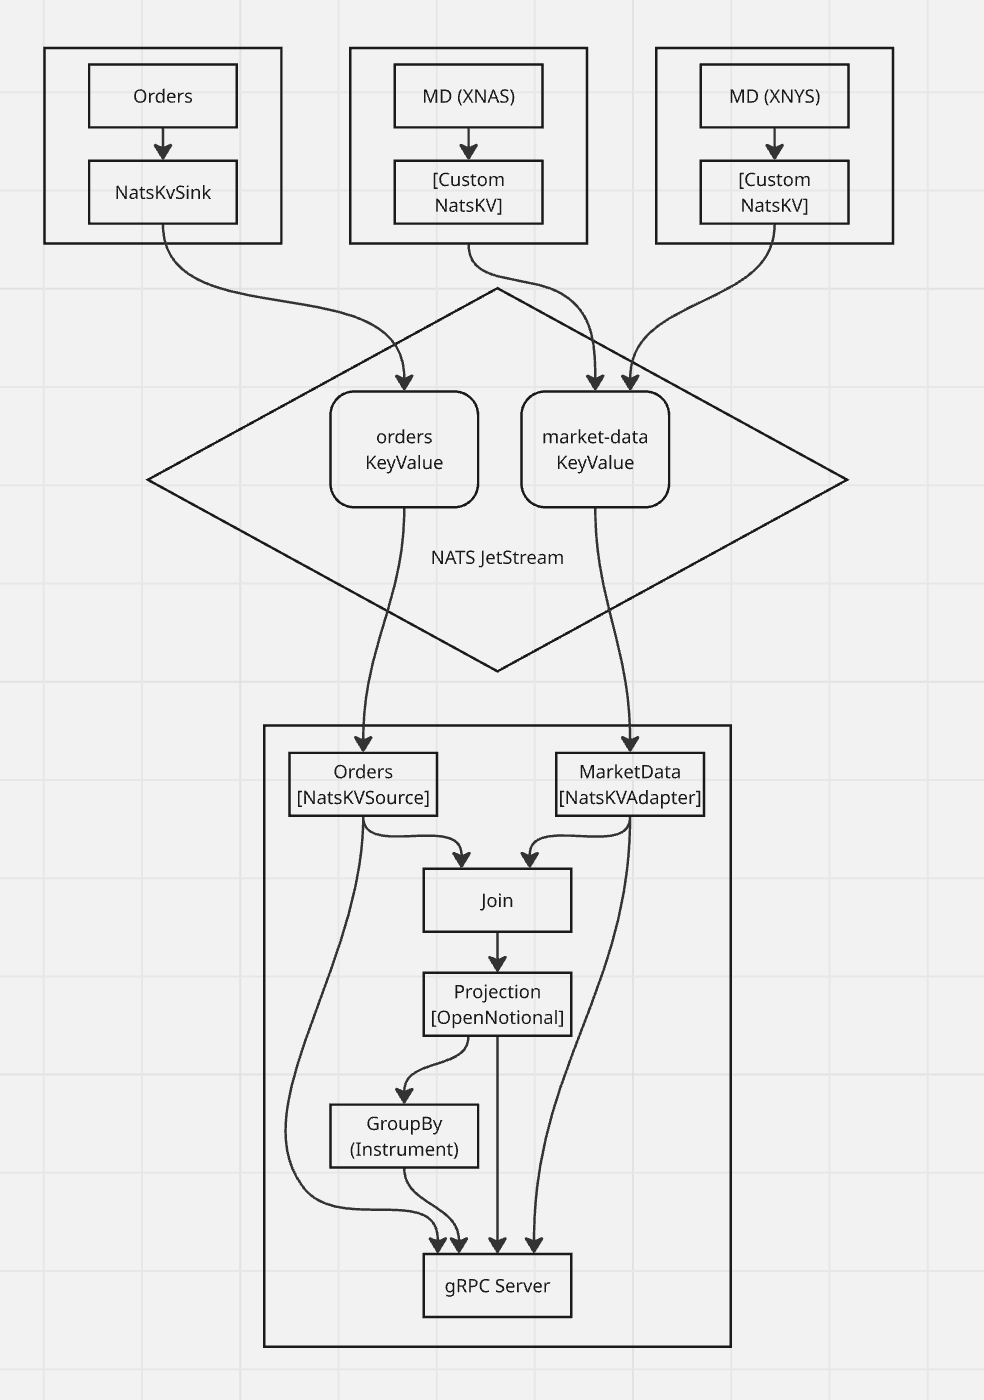 Orders
MD (XNAS)
MD (XNYS)
NatsKvSink
[Custom
NatsKV]
[Custom
NatsKV]
orders
KeyValue
market-data
KeyValue
NATS JetStream
Orders
[NatsKVSource]
MarketData
[NatsKVAdapter]
Join
Projection
[OpenNotional]
GroupBy
(Instrument)
gRPC Server